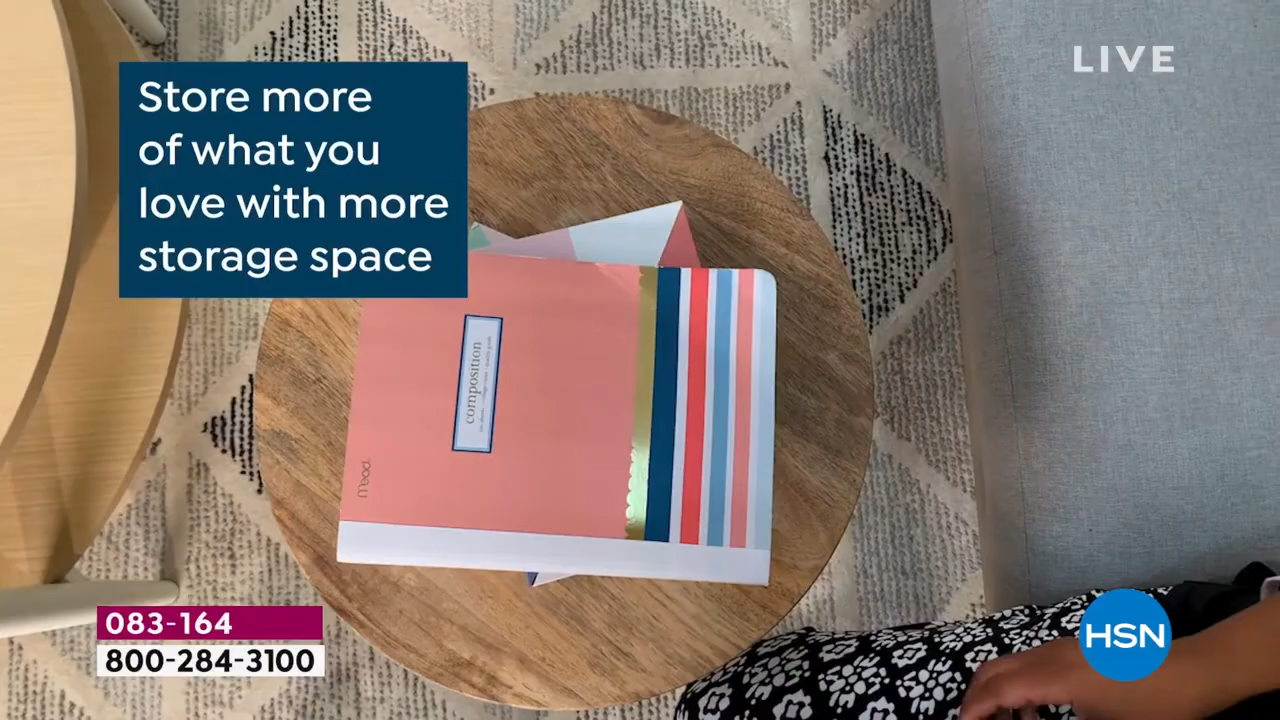 LIVE
Store more
of what you
love with more
storage space
composition
Mead
083-164
800-284-3100
HSN